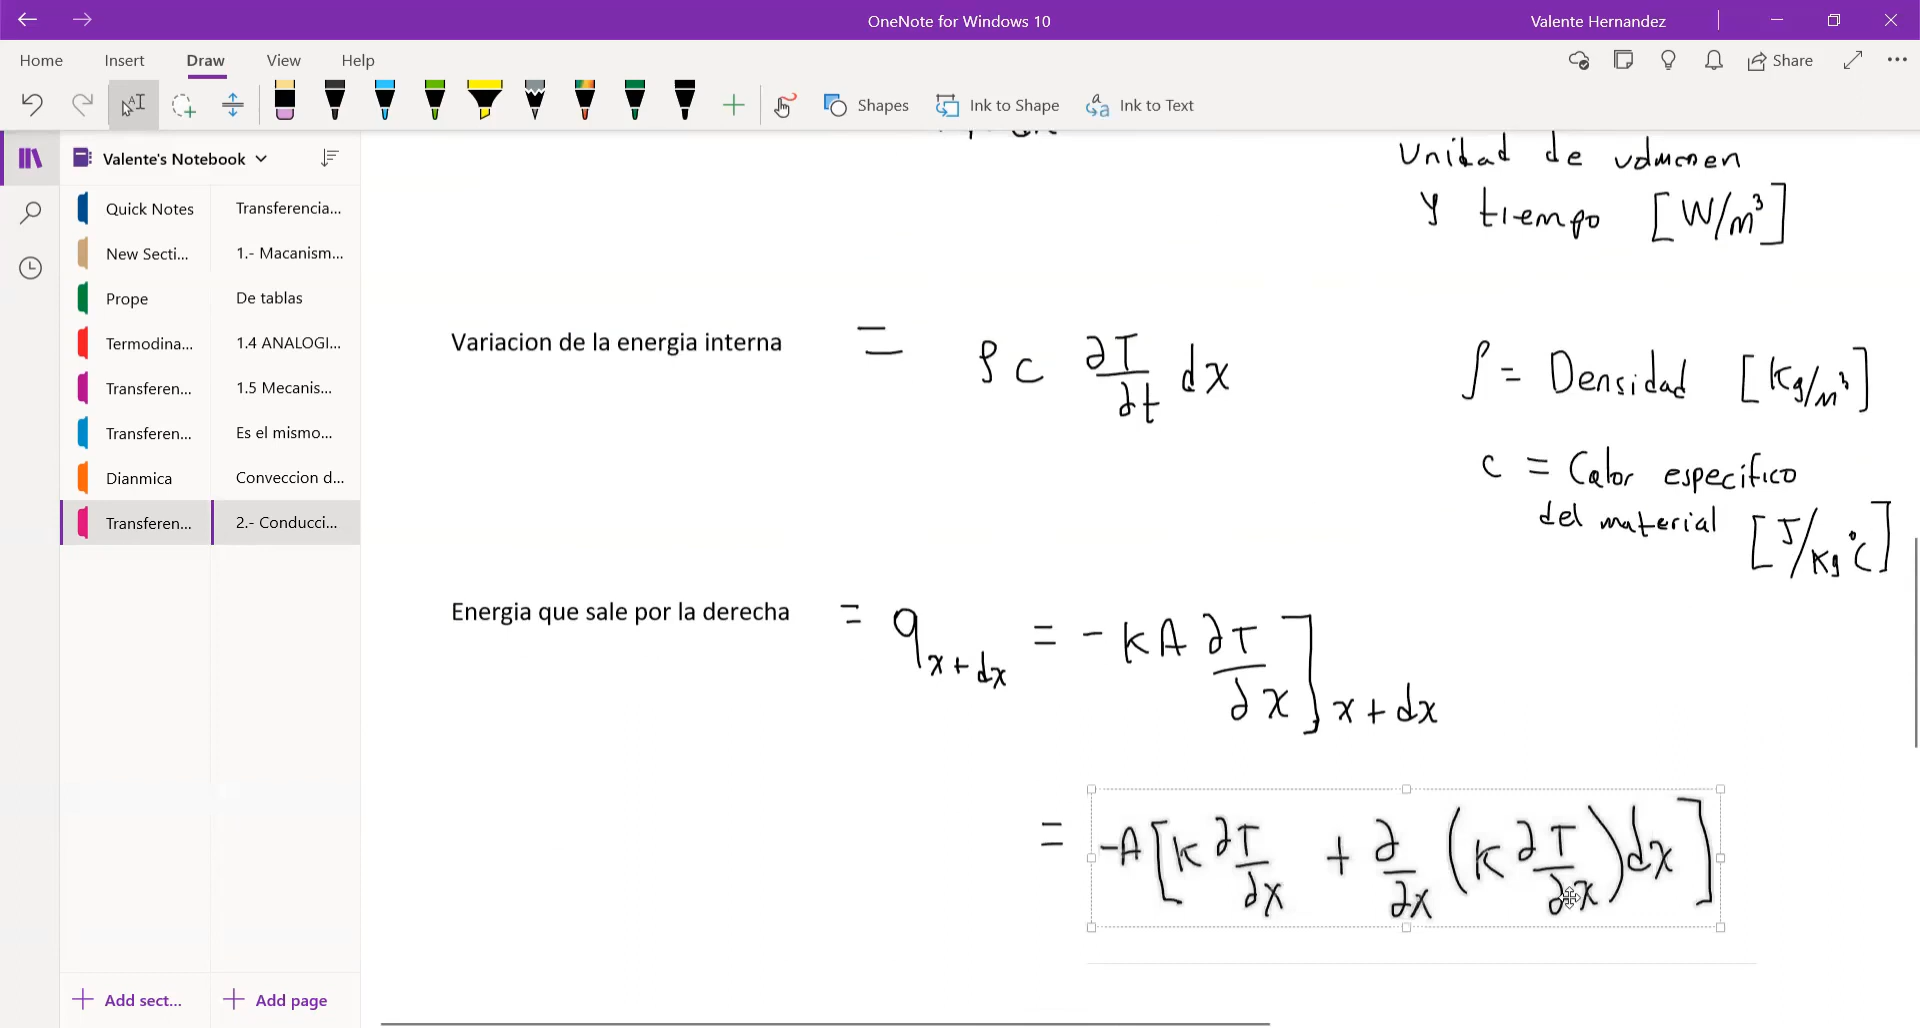 OneNote for Windows 10
Valente Hernandez
Home Insert Draw View Help
Share
Shapes
Ink to Shape
Ink to Text
Valente's Notebook
Quick Notes
New Secti...
Prope
Termodina...
Transferen...
Transferen...
Dianmica
Transferen...
Transferencia...
1.- Macanism...
De tablas
1.4 ANALOGI...
1.5 Mecanis...
Es el mismo...
Conveccion d...
2.- Conducci...
Add sect...
Add page
Unidad de volumen
y tiempo [W/m³]
Variacion de la energia interna = ρ c ∂T/∂t dx
ρ = Densidad [Kg/m³]
c = Calor especifico
del material [J/Kg°C]
Energia que sale por la derecha = q x+dx = - K A ∂T/∂x ] x+dx
= -A [ K ∂T/∂x + ∂/∂x ( K ∂T/∂x ) dx ]